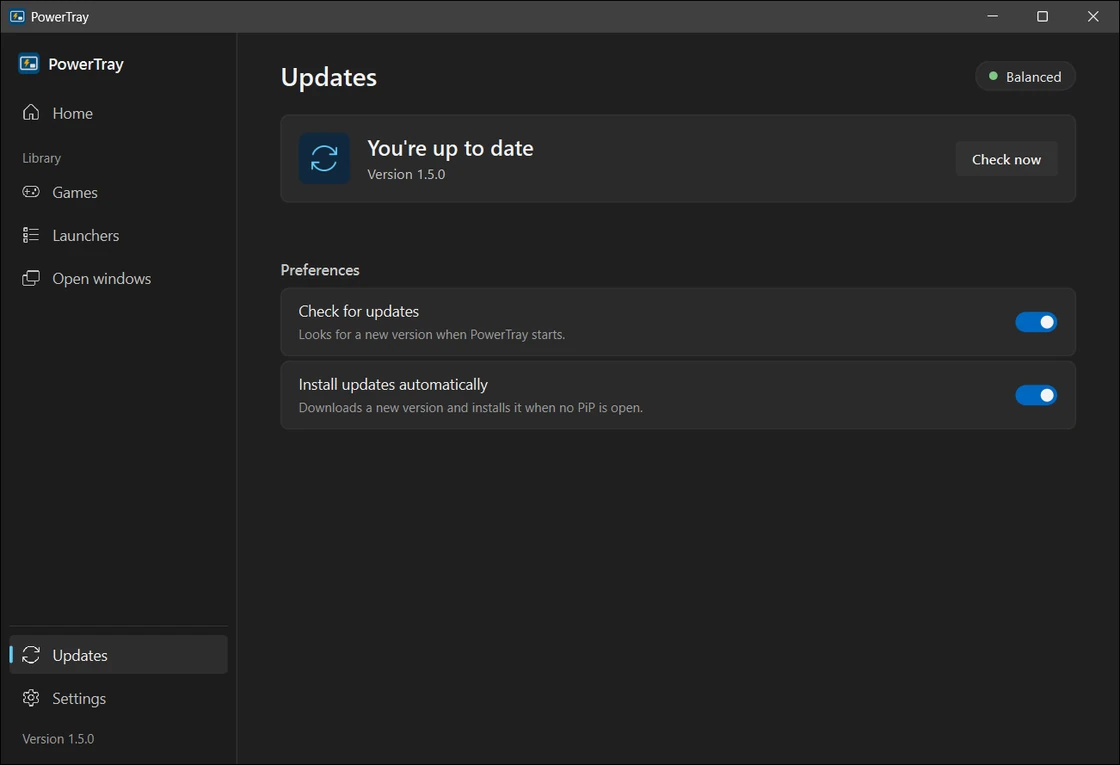 PowerTray
PowerTray
Home
Library
Games
Launchers
Open windows
Updates
Settings
Version 1.5.0
Updates
Balanced
You're up to date
Version 1.5.0
Check now
Preferences
Check for updates
Looks for a new version when PowerTray starts.
Install updates automatically
Downloads a new version and installs it when no PiP is open.